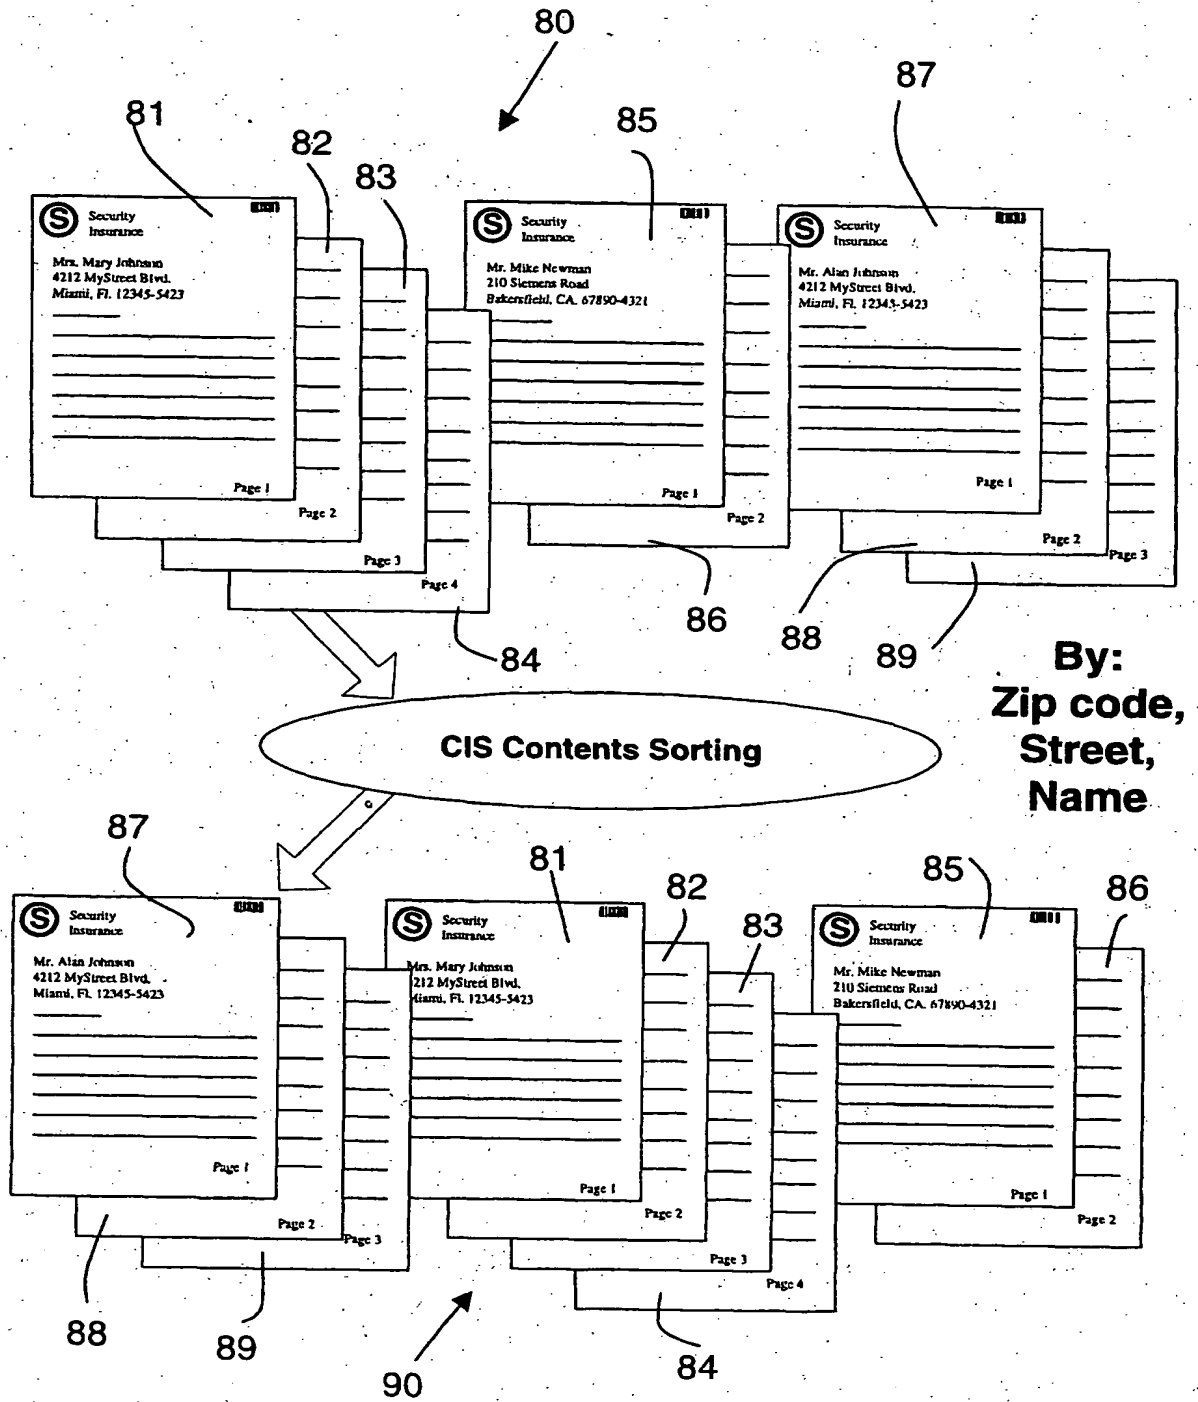 80
81
82
83
85
87
S Security
Insurance
Mrs. Mary Johnson
4212 MyStreet Blvd.
Miami, Fl. 12345-5423
Page 1
Page 2
Page 3
Page 4
S Security
Insurance
Mr. Mike Newman
210 Siemens Road
Bakersfield, CA. 67890-4321
Page 1
Page 2
S Security
Insurance
Mr. Alan Johnson
4212 MyStreet Blvd.
Miami, Fl. 12345-5423
Page 1
Page 2
Page 3
84
86
88
89
By:
Zip code,
Street,
Name
CIS Contents Sorting
87
81
82
83
85
86
S Security
Insurance
Mr. Alan Johnson
4212 MyStreet Blvd.
Miami, Fl. 12345-5423
Page 1
Page 2
Page 3
S Security
Insurance
Mrs. Mary Johnson
212 MyStreet Blvd.
Miami, Fl. 12345-5423
Page 1
Page 2
Page 3
Page 4
S Security
Insurance
Mr. Mike Newman
210 Siemens Road
Bakersfield, CA. 67890-4321
Page 1
Page 2
88
89
90
84